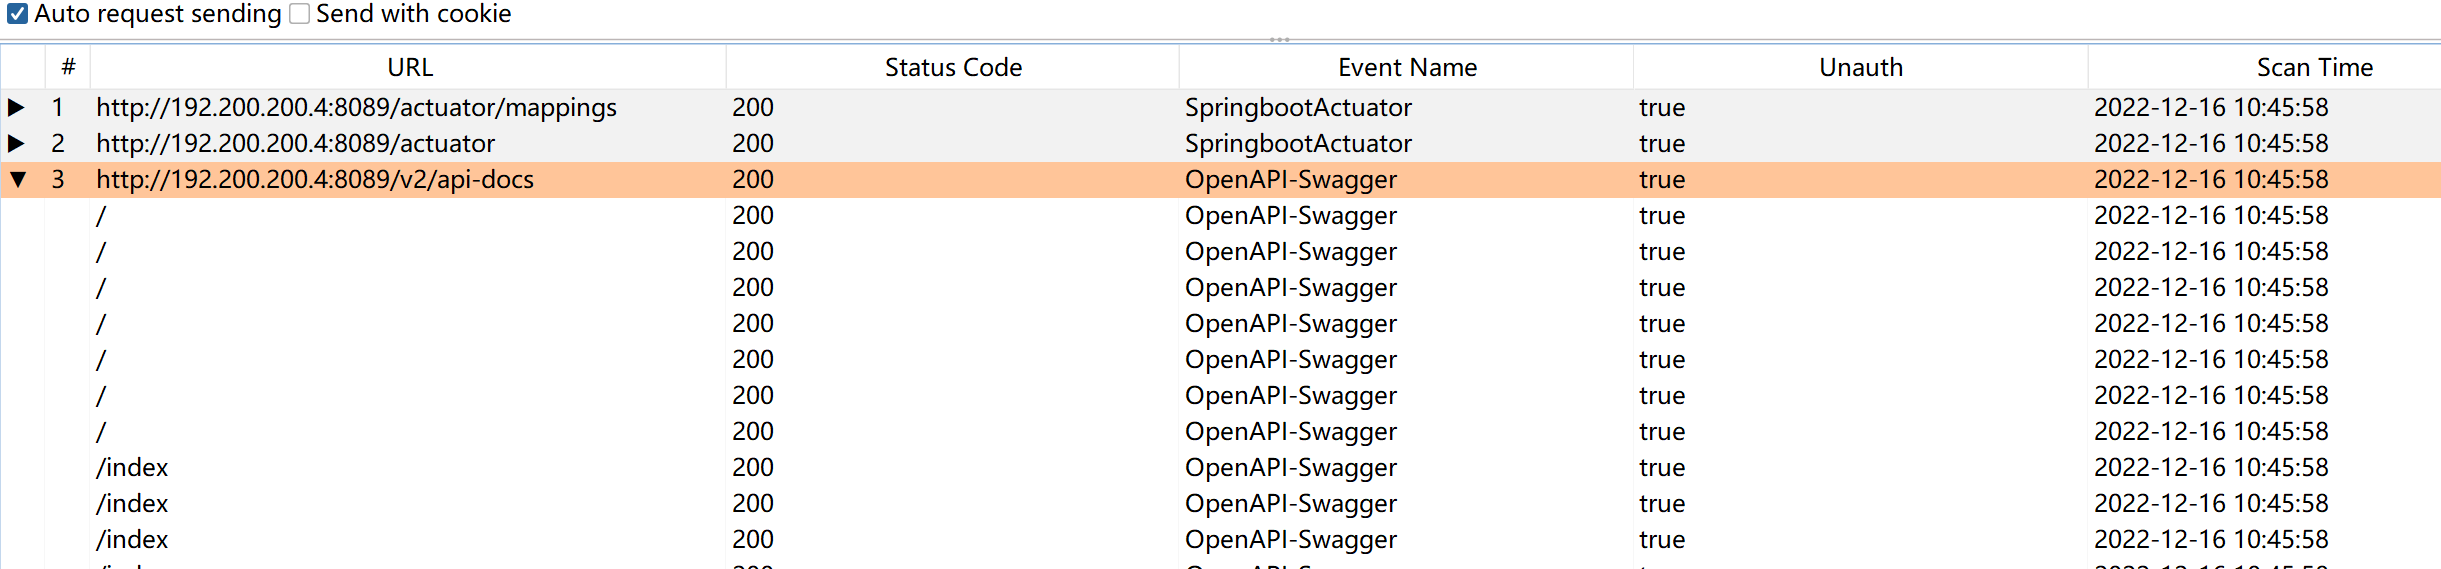 Auto request sending Send with cookie
# URL Status Code Event Name Unauth Scan Time
1 http://192.200.200.4:8089/actuator/mappings 200 SpringbootActuator true 2022-12-16 10:45:58
2 http://192.200.200.4:8089/actuator 200 SpringbootActuator true 2022-12-16 10:45:58
3 http://192.200.200.4:8089/v2/api-docs 200 OpenAPI-Swagger true 2022-12-16 10:45:58
/ 200 OpenAPI-Swagger true 2022-12-16 10:45:58
/ 200 OpenAPI-Swagger true 2022-12-16 10:45:58
/ 200 OpenAPI-Swagger true 2022-12-16 10:45:58
/ 200 OpenAPI-Swagger true 2022-12-16 10:45:58
/ 200 OpenAPI-Swagger true 2022-12-16 10:45:58
/ 200 OpenAPI-Swagger true 2022-12-16 10:45:58
/ 200 OpenAPI-Swagger true 2022-12-16 10:45:58
/index 200 OpenAPI-Swagger true 2022-12-16 10:45:58
/index 200 OpenAPI-Swagger true 2022-12-16 10:45:58
/index 200 OpenAPI-Swagger true 2022-12-16 10:45:58